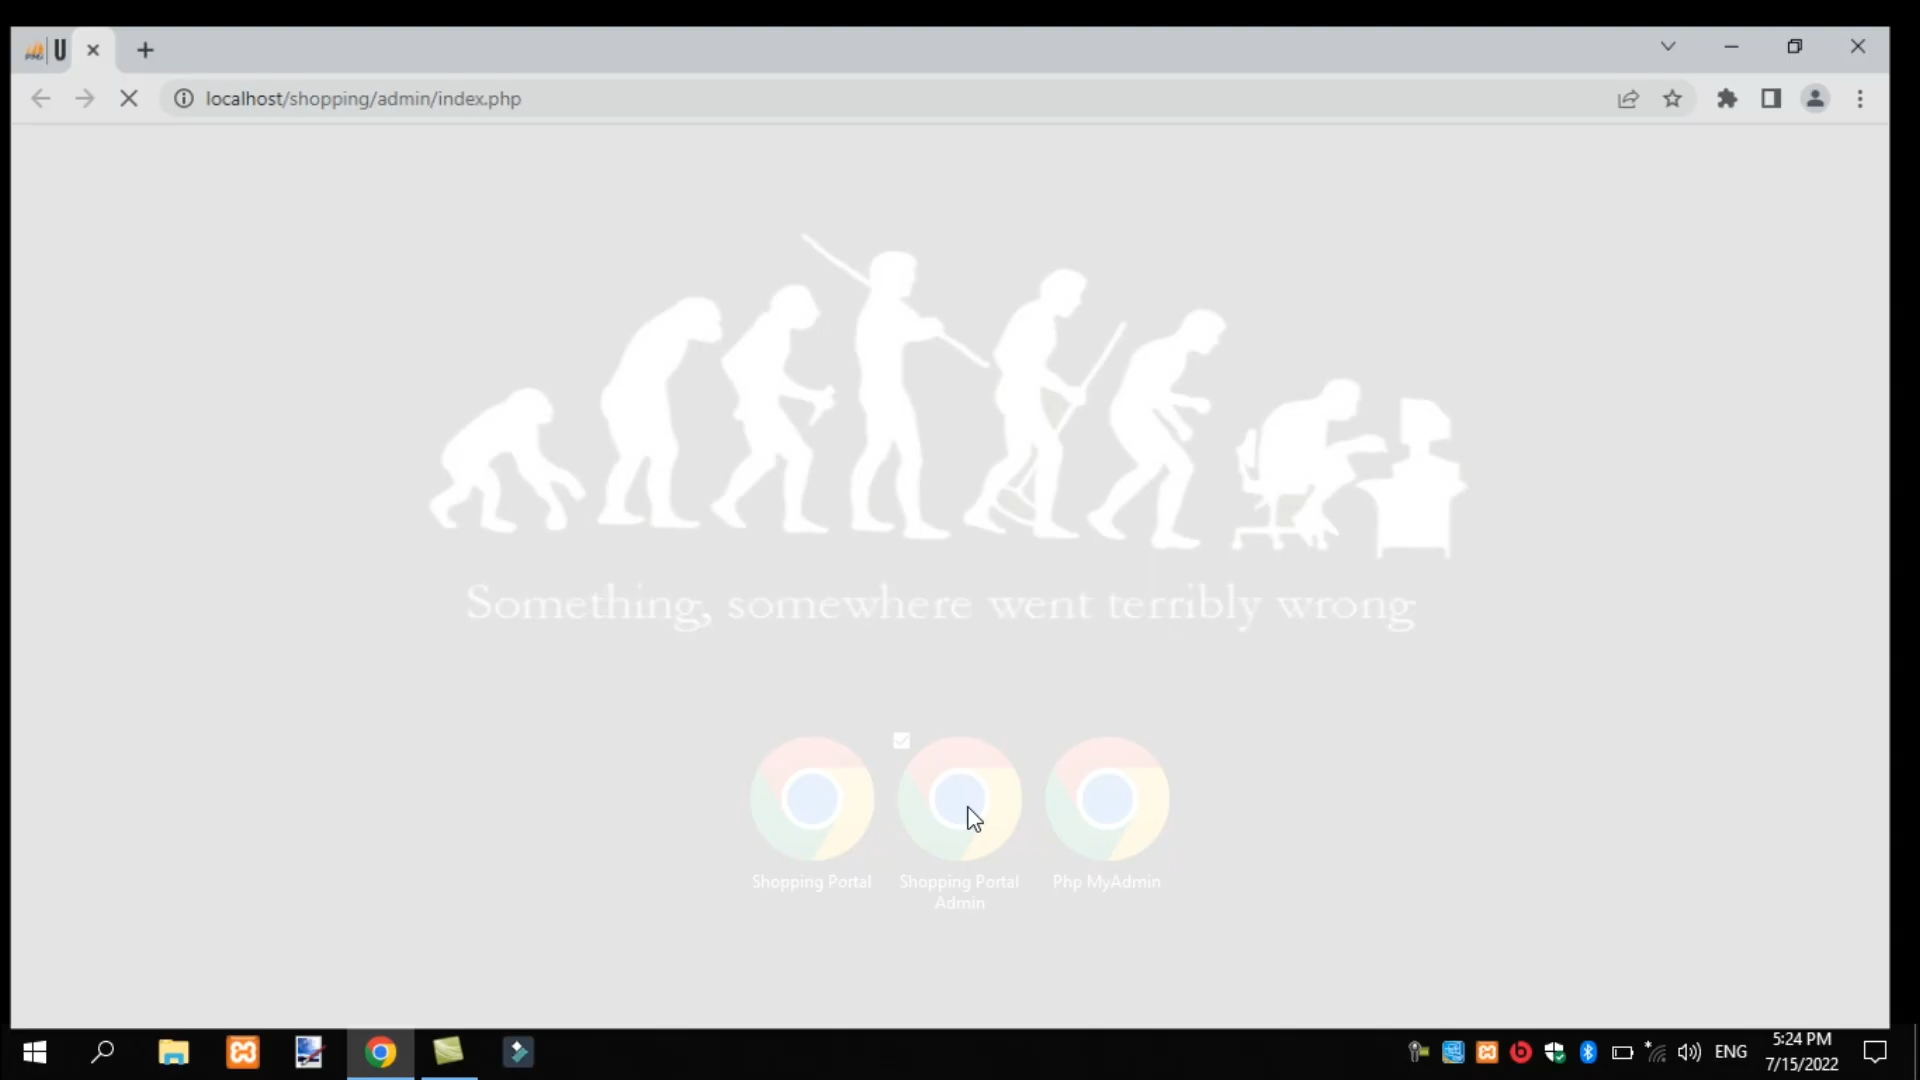 U
localhost/shopping/admin/index.php
Something, somewhere went terribly wrong
Shopping Portal
Shopping Portal
Admin
Php MyAdmin
ENG
5:24 PM
7/15/2022